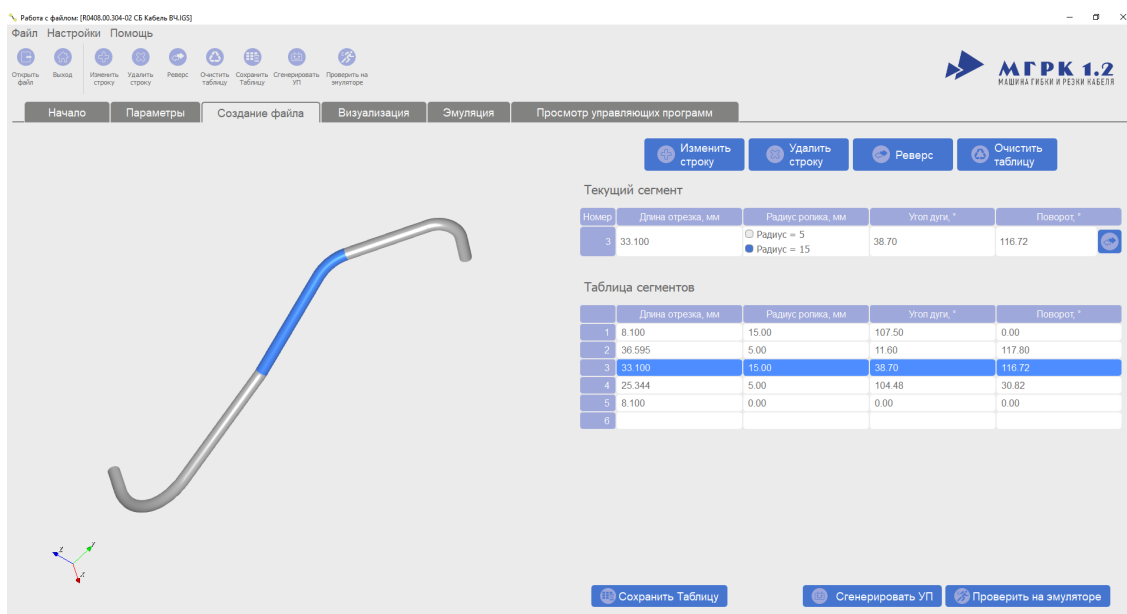 Работа с файлом: [R0408.00.304-02 СБ Кабель ВЧ.IGS]
Файл Настройки Помощь
Открыть файл
Выход
Изменить строку
Удалить строку
Реверс
Очистить таблицу
Сохранить Таблицу
Сгенерировать УП
Проверить на эмуляторе
МГРК 1.2
МАШИНА ГИБКИ И РЕЗКИ КАБЕЛЯ
Начало Параметры Создание файла Визуализация Эмуляция Просмотр управляющих программ
Изменить строку
Удалить строку
Реверс
Очистить таблицу
Текущий сегмент
Номер Длина отрезка, мм Радиус ролика, мм Угол дуги, ° Поворот, °
3 33.100 Радиус = 5 Радиус = 15 38.70 116.72
Таблица сегментов
Длина отрезка, мм Радиус ролика, мм Угол дуги, ° Поворот, °
1 8.100 15.00 107.50 0.00
2 36.595 5.00 11.60 117.80
3 33.100 15.00 38.70 116.72
4 25.344 5.00 104.48 30.82
5 8.100 0.00 0.00 0.00
6
Z Y
X
Сохранить Таблицу Сгенерировать УП Проверить на эмуляторе